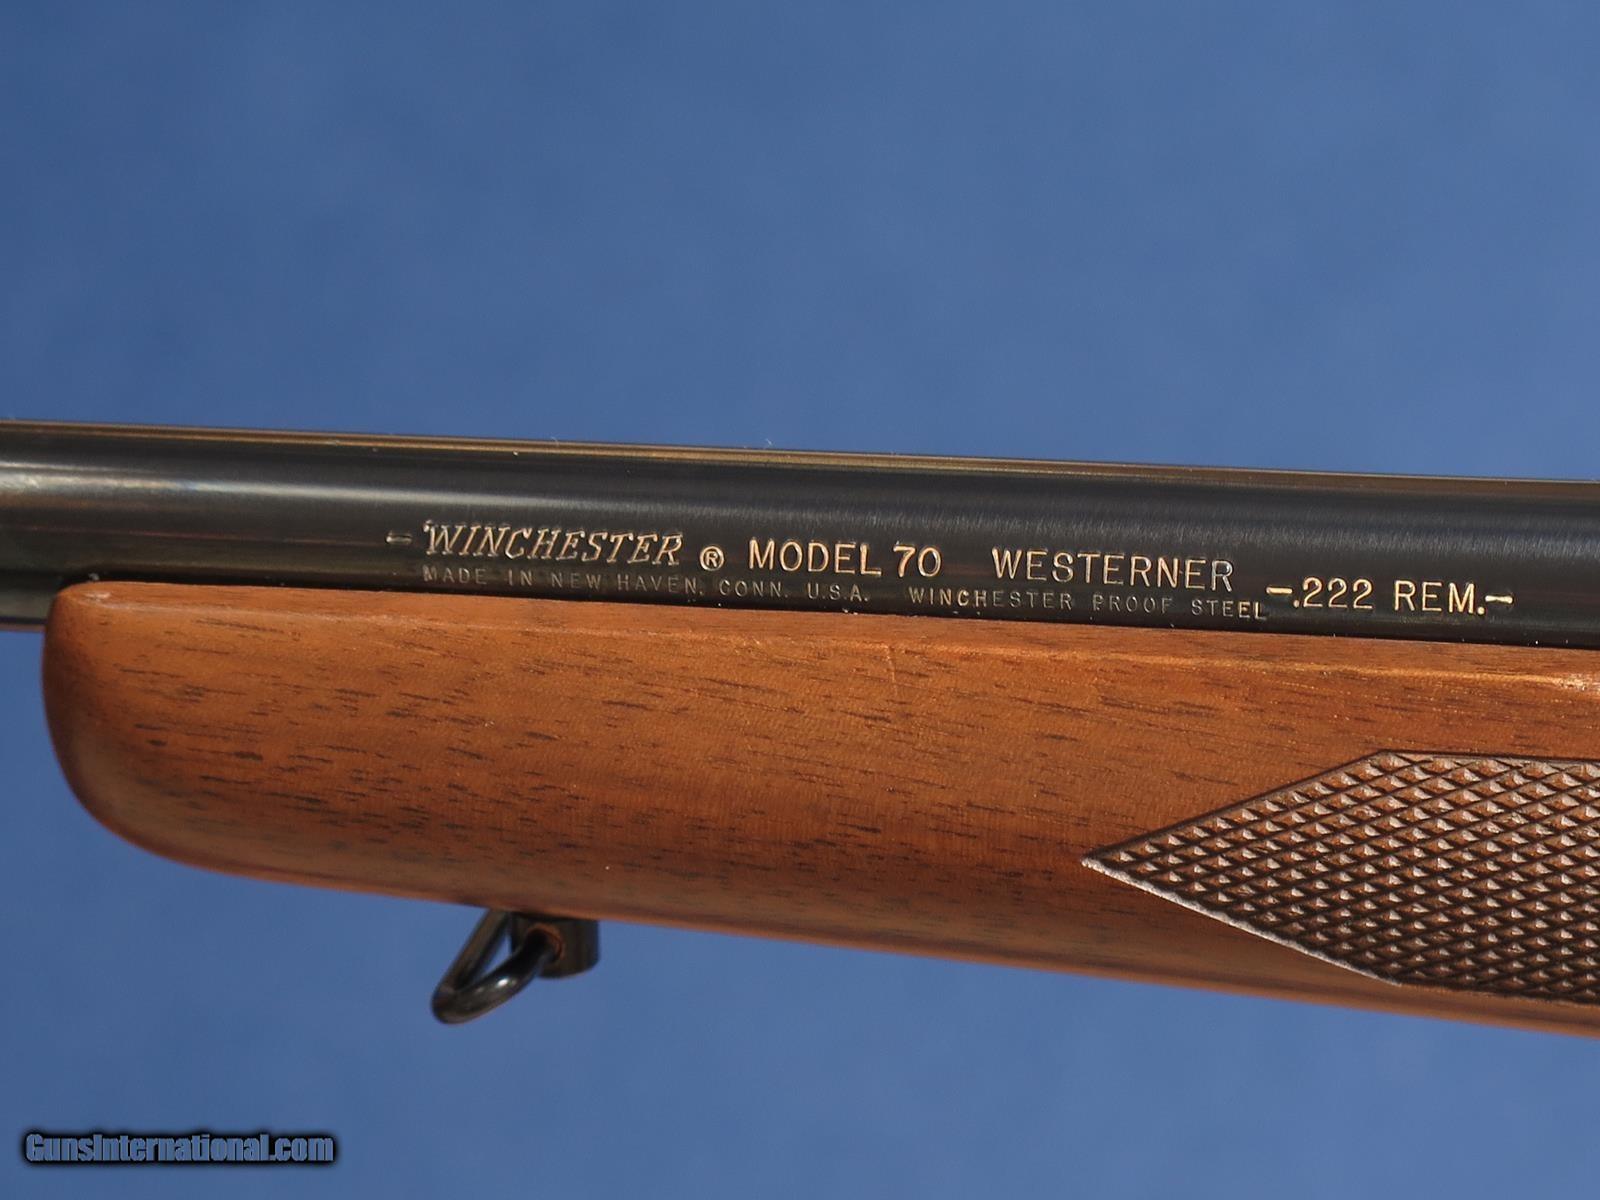 -WINCHESTER ® MODEL 70 WESTERNER -.222 REM.-
MADE IN NEW HAVEN, CONN. U.S.A. WINCHESTER PROOF STEEL
GunsInternational.com